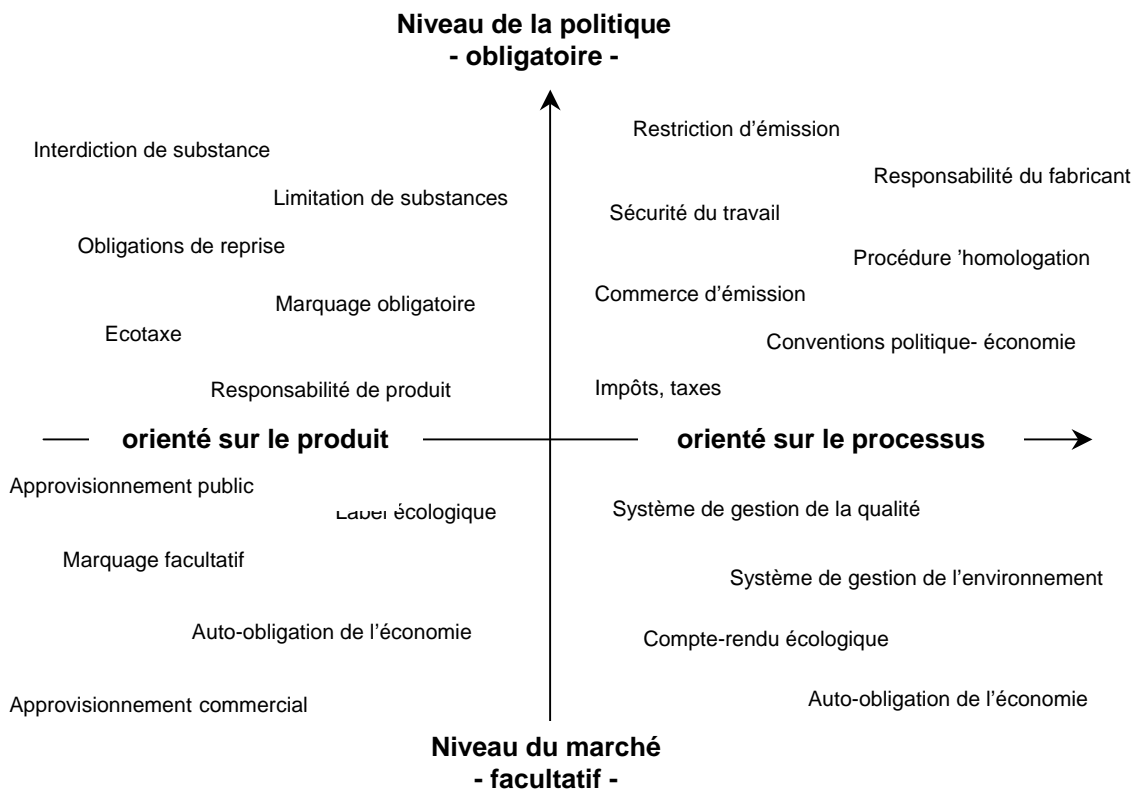 Niveau de la politique
- obligatoire -
Restriction d'émission
Interdiction de substance
Responsabilité du fabricant
Limitation de substances
Sécurité du travail
Obligations de reprise
Procédure 'homologation
Commerce d'émission
Marquage obligatoire
Ecotaxe
Conventions politique- économie
Responsabilité de produit
Impôts, taxes
orienté sur le produit
orienté sur le processus
Approvisionnement public
Label écologique
Système de gestion de la qualité
Marquage facultatif
Système de gestion de l'environnement
Auto-obligation de l'économie
Compte-rendu écologique
Approvisionnement commercial
Auto-obligation de l'économie
Niveau du marché
- facultatif -